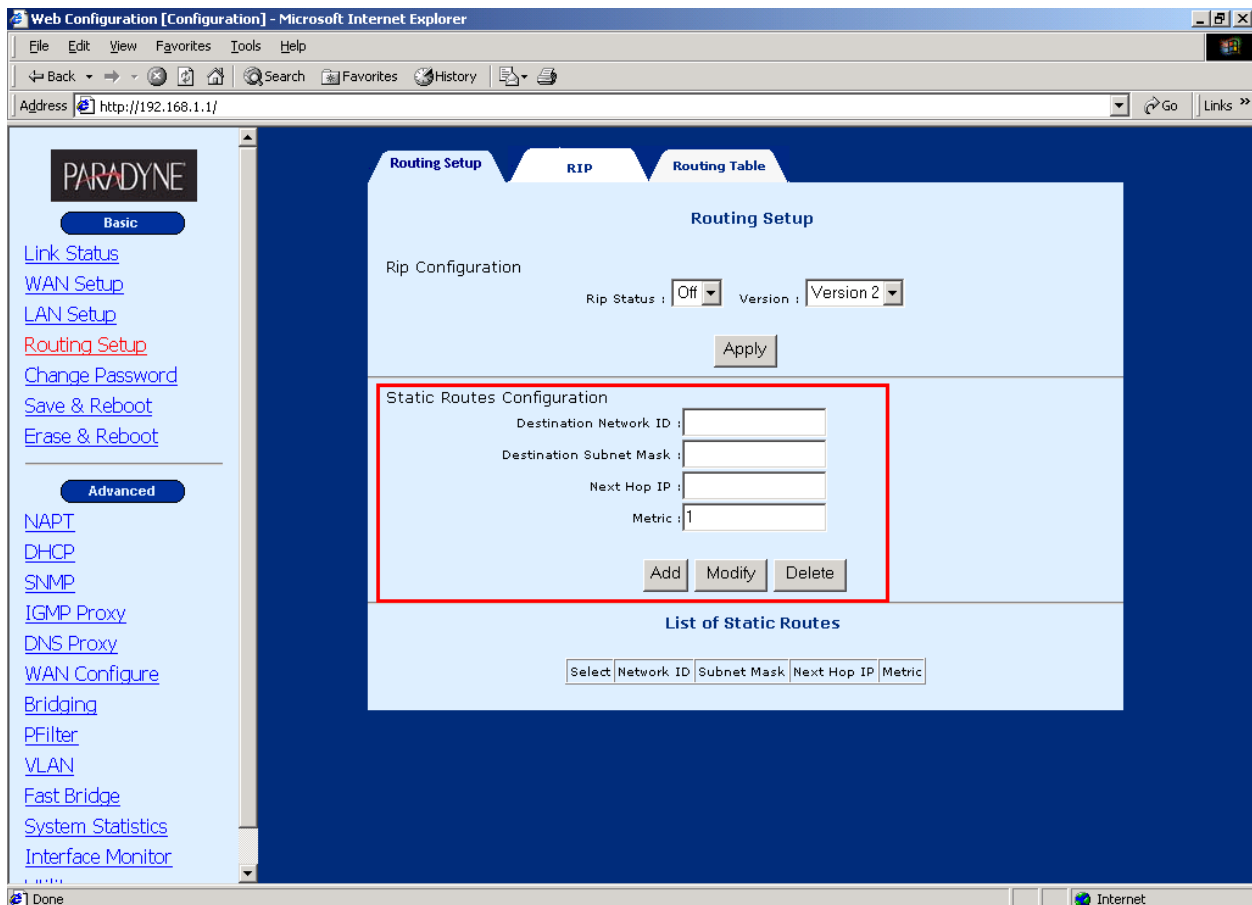 Web Configuration [Configuration] - Microsoft Internet Explorer
File Edit View Favorites Tools Help
Back Search Favorites History
Address http://192.168.1.1/ Go Links »
PARADYNE
Basic
Link Status
WAN Setup
LAN Setup
Routing Setup
Change Password
Save & Reboot
Erase & Reboot
Advanced
NAPT
DHCP
SNMP
IGMP Proxy
DNS Proxy
WAN Configure
Bridging
PFilter
VLAN
Fast Bridge
System Statistics
Interface Monitor
Routing Setup RIP Routing Table
Routing Setup
Rip Configuration
Rip Status : Off Version : Version 2
Apply
Static Routes Configuration
Destination Network ID :
Destination Subnet Mask :
Next Hop IP :
Metric : 1
Add Modify Delete
List of Static Routes
Select Network ID Subnet Mask Next Hop IP Metric
Done Internet